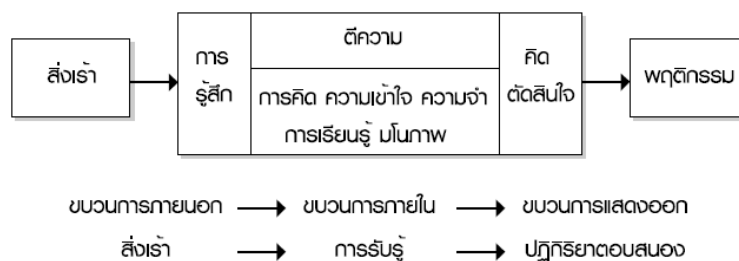 สิ่งเร้า
การ
รู้สึก
ตีความ
การคิด ความเข้าใจ ความจำ
การเรียนรู้ มโนภาพ
คิด
ตัดสินใจ
พฤติกรรม
ขบวนการภายนอก → ขบวนการภายใน → ขบวนการแสดงออก
สิ่งเร้า → การรับรู้ → ปฏิกิริยาตอบสนอง